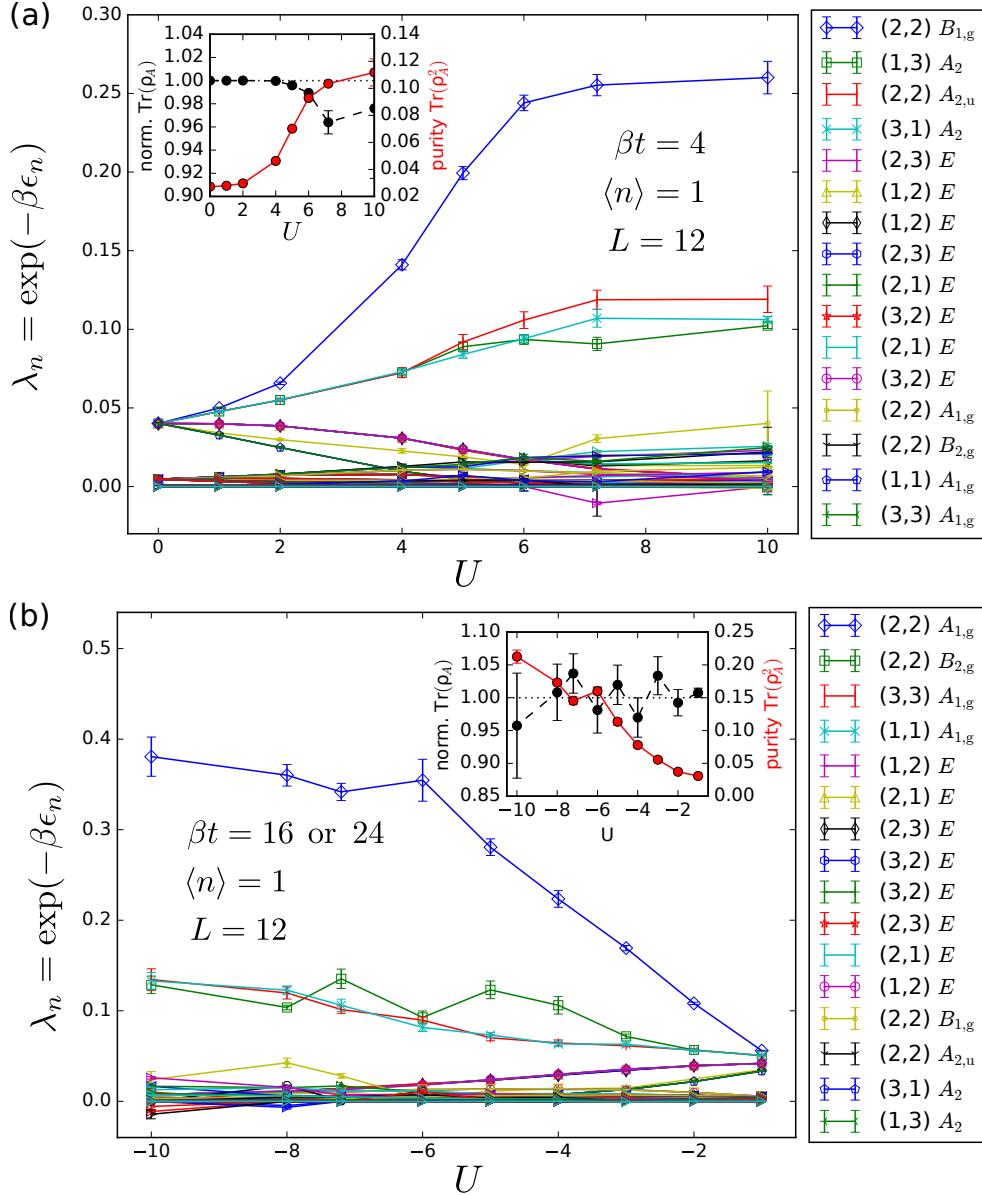 (a)
λₙ = exp(−βϵₙ)
0.30
0.25
0.20
0.15
0.10
0.05
0.00
0 2 4 6 8 10
U
βt = 4
⟨n⟩ = 1
L = 12
norm. Tr(ρ_A)
1.04
1.02
1.00
0.98
0.96
0.94
0.92
0.90
0 2 4 6 8 10
U
0.14
0.12
0.10
0.08
0.06
0.04
0.02
purity Tr(ρ²_A)
(2,2) B₁,g
(1,3) A₂
(2,2) A₂,u
(3,1) A₂
(2,3) E
(1,2) E
(1,2) E
(2,3) E
(2,1) E
(3,2) E
(2,1) E
(3,2) E
(2,2) A₁,g
(2,2) B₂,g
(1,1) A₁,g
(3,3) A₁,g
(b)
λₙ = exp(−βϵₙ)
0.5
0.4
0.3
0.2
0.1
0.0
−10 −8 −6 −4 −2
U
βt = 16 or 24
⟨n⟩ = 1
L = 12
norm. Tr(ρ_A)
1.10
1.05
1.00
0.95
0.90
0.85
−10 −8 −6 −4 −2
U
0.25
0.20
0.15
0.10
0.05
0.00
purity Tr(ρ²_A)
(2,2) A₁,g
(2,2) B₂,g
(3,3) A₁,g
(1,1) A₁,g
(1,2) E
(2,1) E
(2,3) E
(3,2) E
(3,2) E
(2,3) E
(2,1) E
(1,2) E
(2,2) B₁,g
(2,2) A₂,u
(3,1) A₂
(1,3) A₂